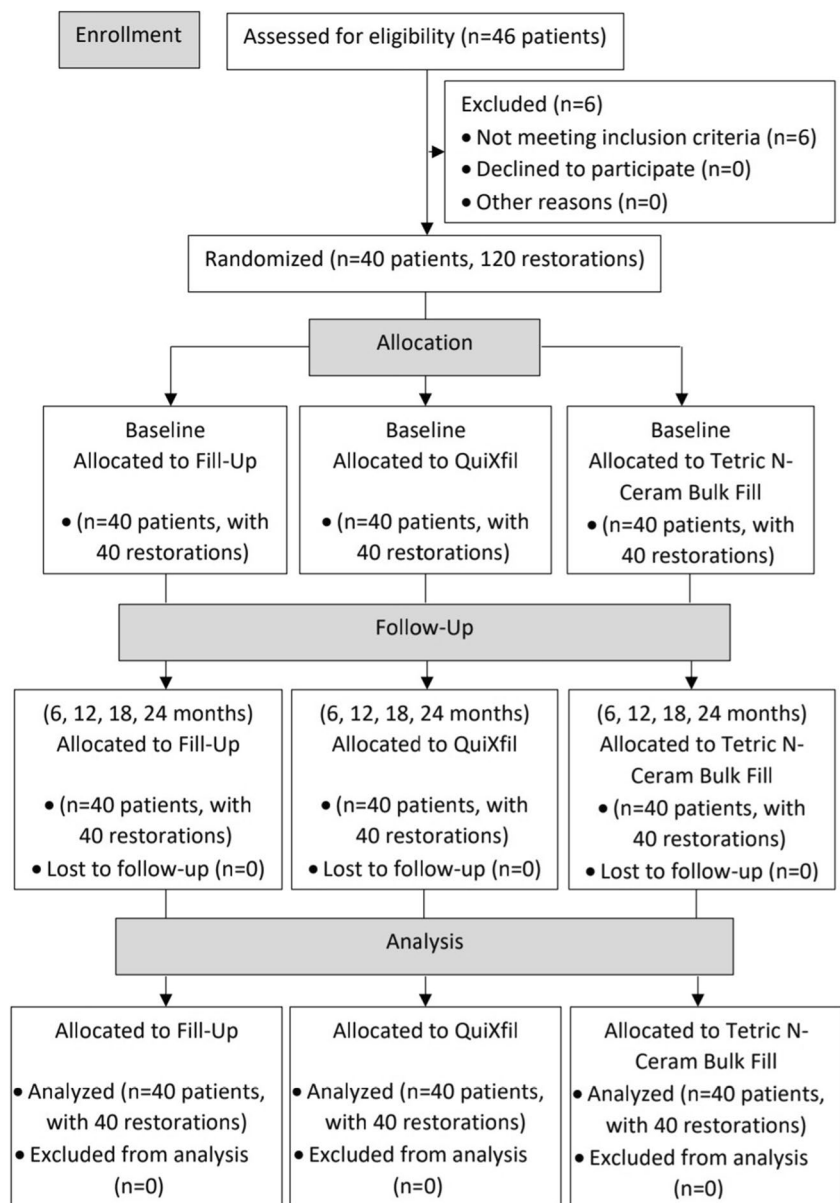 Enrollment
Assessed for eligibility (n=46 patients)
Excluded (n=6)
• Not meeting inclusion criteria (n=6)
• Declined to participate (n=0)
• Other reasons (n=0)
Randomized (n=40 patients, 120 restorations)
Allocation
Baseline
Allocated to Fill-Up
• (n=40 patients, with
40 restorations)
Baseline
Allocated to QuiXfil
• (n=40 patients, with
40 restorations)
Baseline
Allocated to Tetric N-
Ceram Bulk Fill
• (n=40 patients, with
40 restorations)
Follow-Up
(6, 12, 18, 24 months)
Allocated to Fill-Up
• (n=40 patients, with
40 restorations)
• Lost to follow-up (n=0)
(6, 12, 18, 24 months)
Allocated to QuiXfil
• (n=40 patients, with
40 restorations)
• Lost to follow-up (n=0)
(6, 12, 18, 24 months)
Allocated to Tetric N-
Ceram Bulk Fill
• (n=40 patients, with
40 restorations)
• Lost to follow-up (n=0)
Analysis
Allocated to Fill-Up
• Analyzed (n=40 patients,
with 40 restorations)
• Excluded from analysis
(n=0)
Allocated to QuiXfil
• Analyzed (n=40 patients,
with 40 restorations)
• Excluded from analysis
(n=0)
Allocated to Tetric N-
Ceram Bulk Fill
• Analyzed (n=40 patients,
with 40 restorations)
• Excluded from analysis
(n=0)